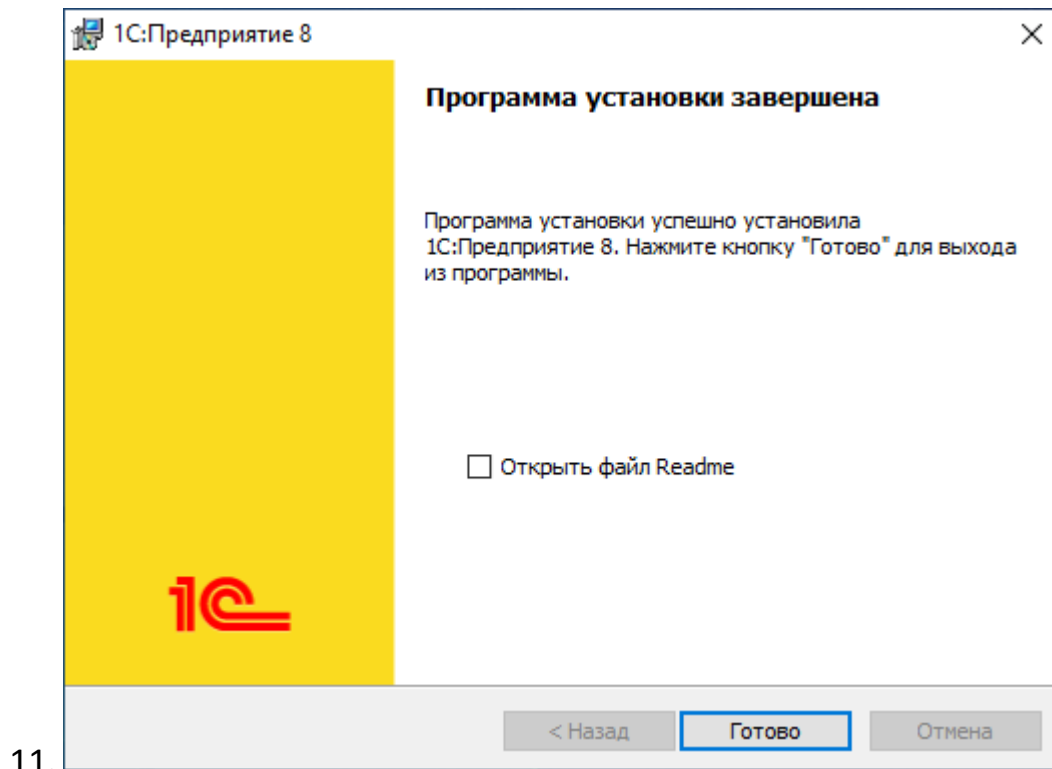 1С:Предприятие 8
Программа установки завершена
Программа установки успешно установила
1С:Предприятие 8. Нажмите кнопку "Готово" для выхода
из программы.
Открыть файл Readme
1С
< Назад
Готово
Отмена
11.